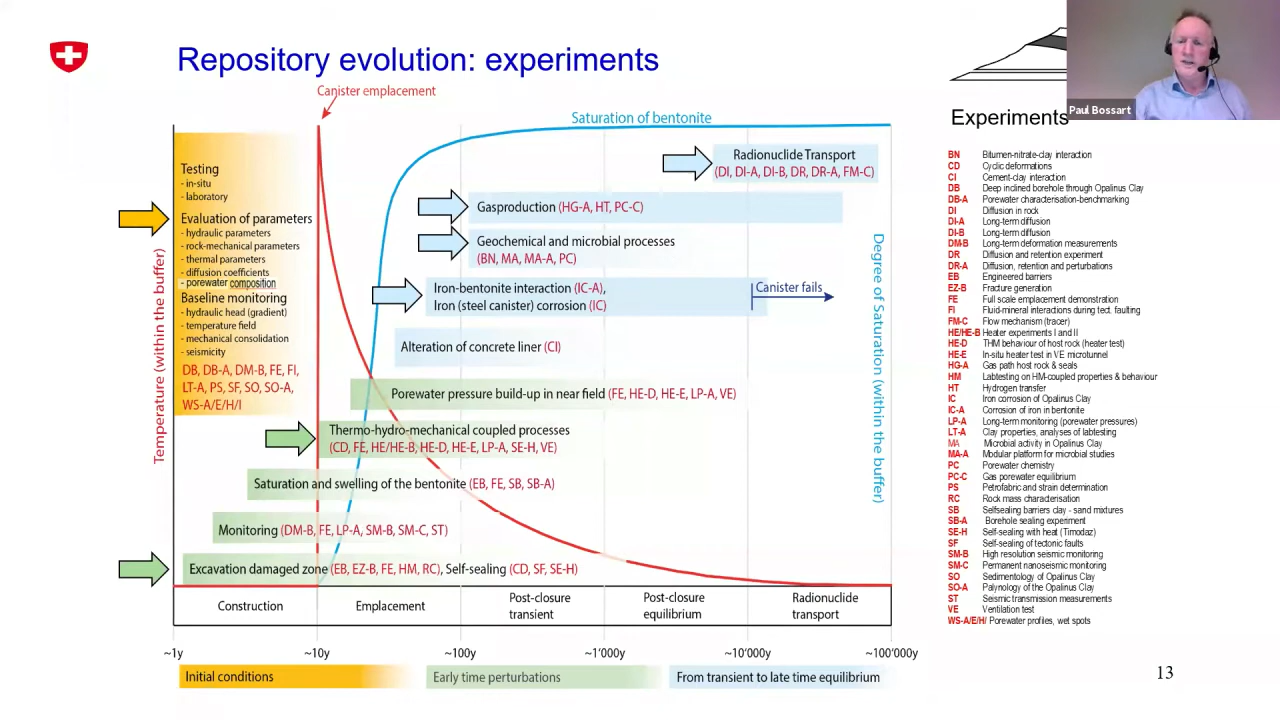 Repository evolution: experiments
Canister emplacement
Saturation of bentonite
Testing
- in-situ
- laboratory
Evaluation of parameters
- hydraulic parameters
- rock-mechanical parameters
- thermal parameters
- diffusion coefficients
- porewater composition
Baseline monitoring
- hydraulic head (gradient)
- temperature field
- mechanical consolidation
- seismicity
DB, DB-A, DM-B, FE, FI,
LT-A, PS, SF, SO, SO-A,
WS-A/E/H/I
Temperature (within the buffer)
Radionuclide Transport
(DI, DI-A, DI-B, DR, DR-A, FM-C)
Gasproduction (HG-A, HT, PC-C)
Geochemical and microbial processes
(BN, MA, MA-A, PC)
Iron-bentonite interaction (IC-A),
Iron (steel canister) corrosion (IC)
Canister fails
Alteration of concrete liner (CI)
Porewater pressure build-up in near field (FE, HE-D, HE-E, LP-A, VE)
Thermo-hydro-mechanical coupled processes
(CD, FE, HE/HE-B, HE-D, HE-E, LP-A, SE-H, VE)
Saturation and swelling of the bentonite (EB, FE, SB, SB-A)
Monitoring (DM-B, FE, LP-A, SM-B, SM-C, ST)
Excavation damaged zone (EB, EZ-B, FE, HM, RC), Self-sealing (CD, SF, SE-H)
Degree of Saturation (within the buffer)
Construction
Emplacement
Post-closure
transient
Post-closure
equilibrium
Radionuclide
transport
~1y
~10y
~100y
~1'000y
~10'000y
~100'000y
Initial conditions
Early time perturbations
From transient to late time equilibrium
Paul Bossart
Experiments
BN Bitumen-nitrate-clay interaction
CD Cyclic deformations
CI Cement-clay interaction
DB Deep inclined borehole through Opalinus Clay
DB-A Porewater characterisation-benchmarking
DI Diffusion in rock
DI-A Long-term diffusion
DI-B Long-term diffusion
DM-B Long-term deformation measurements
DR Diffusion and retention experiment
DR-A Diffusion, retention and perturbations
EB Engineered barriers
EZ-B Fracture generation
FE Full scale emplacement demonstration
FI Fluid-mineral interactions during tect. faulting
FM-C Flow mechanism (tracer)
HE/HE-B Heater experiments I and II
HE-D THM behaviour of host rock (heater test)
HE-E In-situ heater test in VE microtunnel
HG-A Gas path host rock & seals
HM Labtesting on HM-coupled properties & behaviour
HT Hydrogen transfer
IC Iron corrosion of Opalinus Clay
IC-A Corrosion of iron in bentonite
LP-A Long-term monitoring (porewater pressures)
LT-A Clay properties, analyses of labtesting
MA Microbial activity in Opalinus Clay
MA-A Modular platform for microbial studies
PC Porewater chemistry
PC-C Gas porewater equilibrium
PS Petrofabric and strain determination
RC Rock mass characterisation
SB Selfsealing barriers clay - sand mixtures
SB-A Borehole sealing experiment
SE-H Self-sealing with heat (Timodaz)
SF Self-sealing of tectonic faults
SM-B High resolution seismic monitoring
SM-C Permanent nanoseismic monitoring
SO Sedimentology of Opalinus Clay
SO-A Palynology of the Opalinus Clay
ST Seismic transmission measurements
VE Ventilation test
WS-A/E/H/ Porewater profiles, wet spots
13